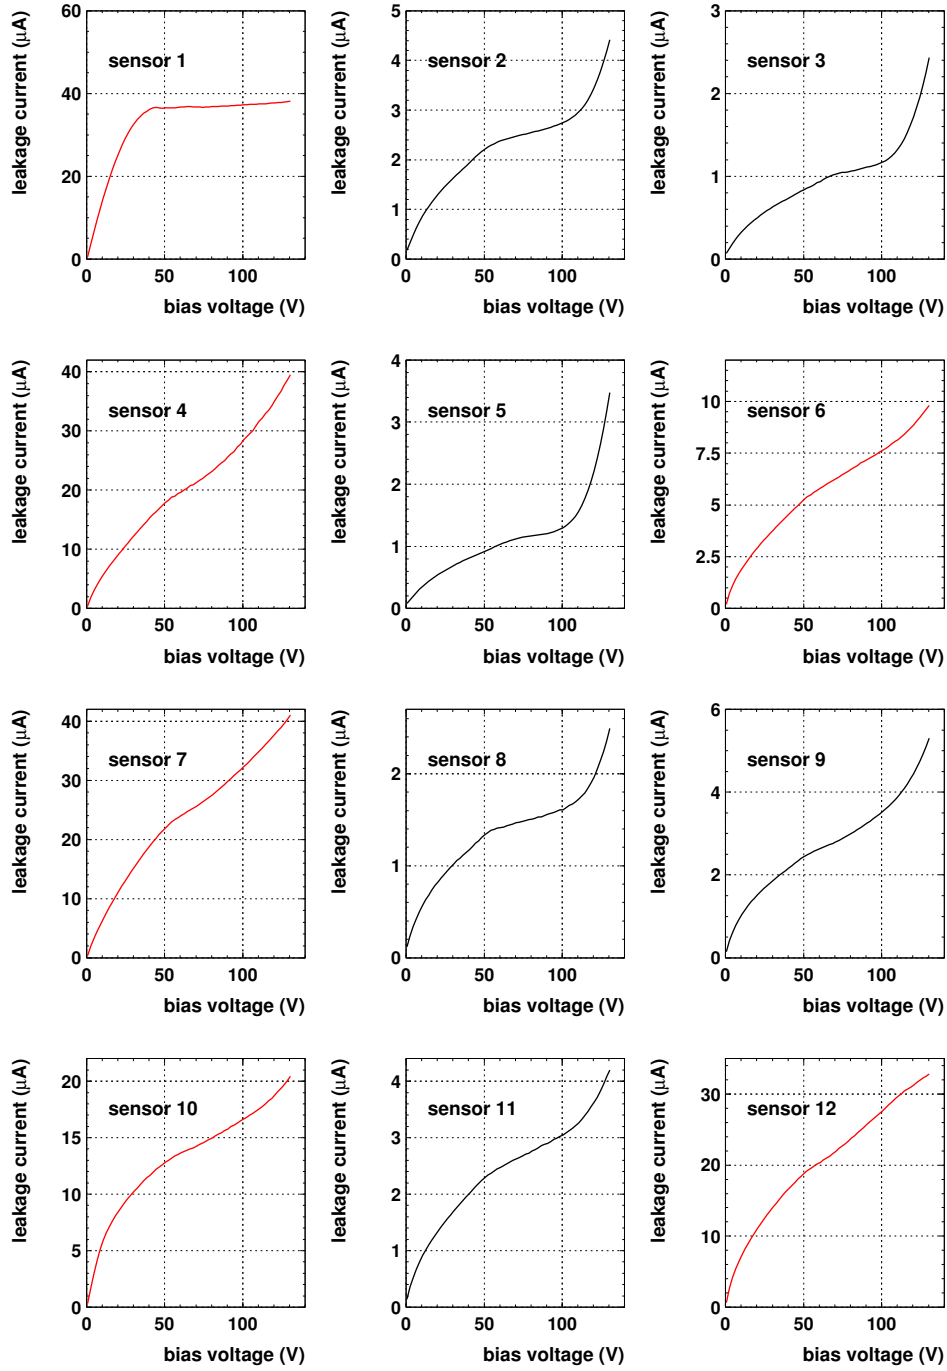 leakage current (μA)
60
40
20
0
sensor 1
0 50 100
bias voltage (V)
leakage current (μA)
5
4
3
2
1
0
sensor 2
0 50 100
bias voltage (V)
leakage current (μA)
3
2
1
0
sensor 3
0 50 100
bias voltage (V)
leakage current (μA)
40
30
20
10
0
sensor 4
0 50 100
bias voltage (V)
leakage current (μA)
4
3
2
1
0
sensor 5
0 50 100
bias voltage (V)
leakage current (μA)
10
7.5
5
2.5
0
sensor 6
0 50 100
bias voltage (V)
leakage current (μA)
40
30
20
10
0
sensor 7
0 50 100
bias voltage (V)
leakage current (μA)
2
1
0
sensor 8
0 50 100
bias voltage (V)
leakage current (μA)
6
4
2
0
sensor 9
0 50 100
bias voltage (V)
leakage current (μA)
20
15
10
5
0
sensor 10
0 50 100
bias voltage (V)
leakage current (μA)
4
3
2
1
0
sensor 11
0 50 100
bias voltage (V)
leakage current (μA)
30
20
10
0
sensor 12
0 50 100
bias voltage (V)